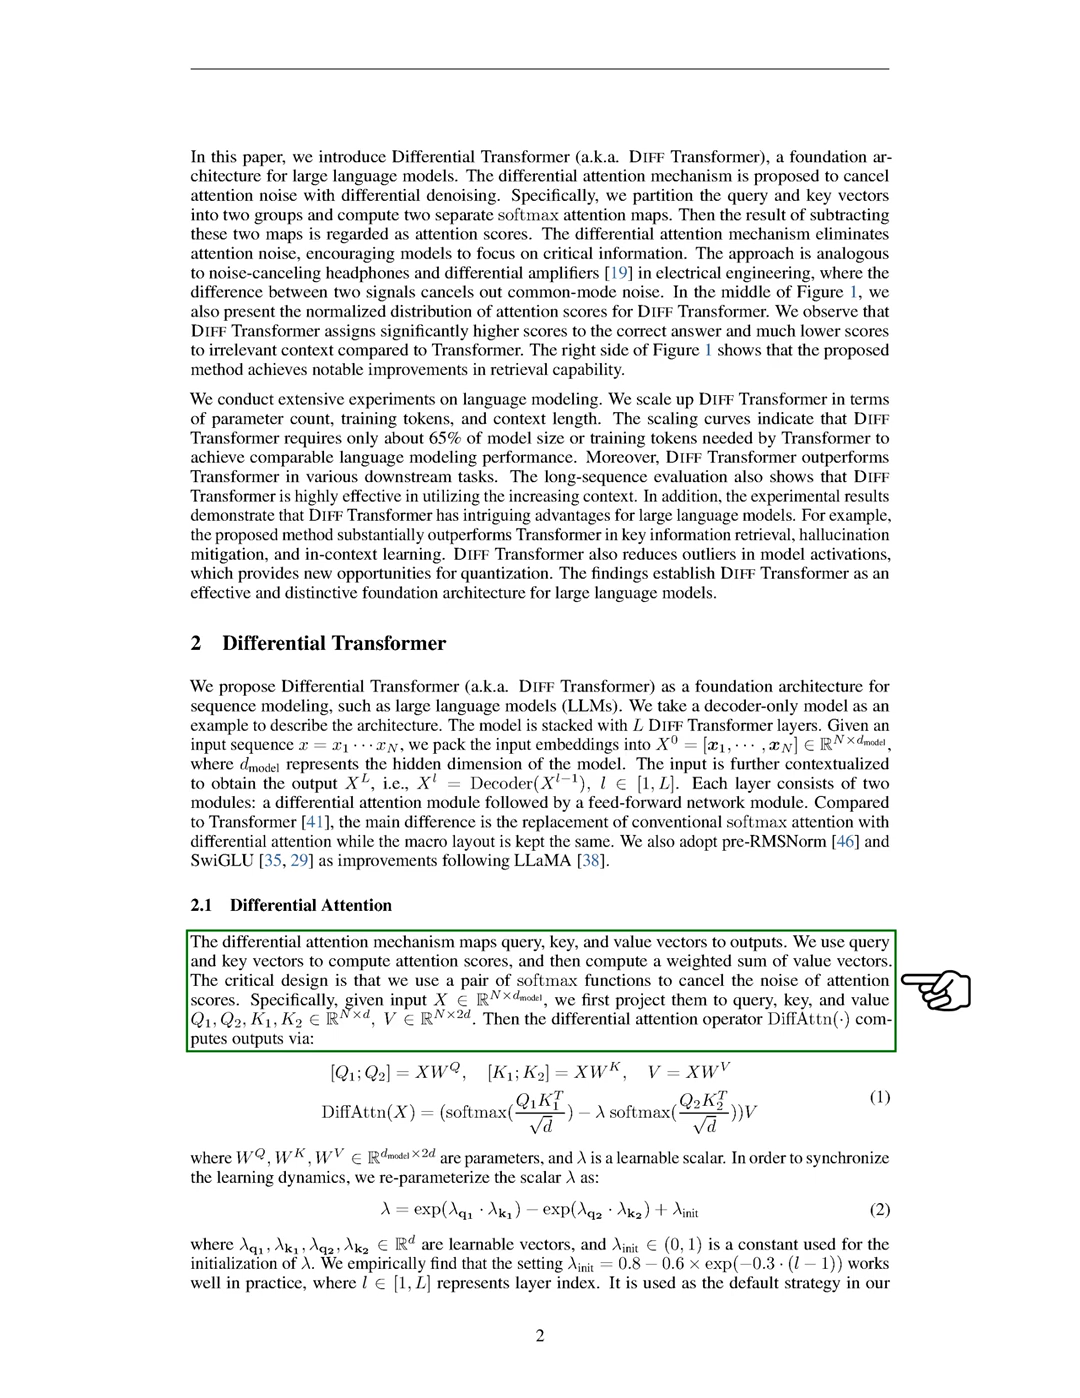 In this paper, we introduce Differential Transformer (a.k.a. DIFF Transformer), a foundation ar-
chitecture for large language models. The differential attention mechanism is proposed to cancel
attention noise with differential denoising. Specifically, we partition the query and key vectors
into two groups and compute two separate softmax attention maps. Then the result of subtracting
these two maps is regarded as attention scores. The differential attention mechanism eliminates
attention noise, encouraging models to focus on critical information. The approach is analogous
to noise-canceling headphones and differential amplifiers [19] in electrical engineering, where the
difference between two signals cancels out common-mode noise. In the middle of Figure 1, we
also present the normalized distribution of attention scores for DIFF Transformer. We observe that
DIFF Transformer assigns significantly higher scores to the correct answer and much lower scores
to irrelevant context compared to Transformer. The right side of Figure 1 shows that the proposed
method achieves notable improvements in retrieval capability.
We conduct extensive experiments on language modeling. We scale up DIFF Transformer in terms
of parameter count, training tokens, and context length. The scaling curves indicate that DIFF
Transformer requires only about 65% of model size or training tokens needed by Transformer to
achieve comparable language modeling performance. Moreover, DIFF Transformer outperforms
Transformer in various downstream tasks. The long-sequence evaluation also shows that DIFF
Transformer is highly effective in utilizing the increasing context. In addition, the experimental results
demonstrate that DIFF Transformer has intriguing advantages for large language models. For example,
the proposed method substantially outperforms Transformer in key information retrieval, hallucination
mitigation, and in-context learning. DIFF Transformer also reduces outliers in model activations,
which provides new opportunities for quantization. The findings establish DIFF Transformer as an
effective and distinctive foundation architecture for large language models.
2 Differential Transformer
We propose Differential Transformer (a.k.a. DIFF Transformer) as a foundation architecture for
sequence modeling, such as large language models (LLMs). We take a decoder-only model as an
example to describe the architecture. The model is stacked with L DIFF Transformer layers. Given an
input sequence x = x₁ ⋯ x_N, we pack the input embeddings into X⁰ = [x₁, ⋯ , x_N] ∈ ℝ^{N×d_model},
where d_model represents the hidden dimension of the model. The input is further contextualized
to obtain the output X^L, i.e., X^l = Decoder(X^{l−1}), l ∈ [1, L]. Each layer consists of two
modules: a differential attention module followed by a feed-forward network module. Compared
to Transformer [41], the main difference is the replacement of conventional softmax attention with
differential attention while the macro layout is kept the same. We also adopt pre-RMSNorm [46] and
SwiGLU [35, 29] as improvements following LLaMA [38].
2.1 Differential Attention
The differential attention mechanism maps query, key, and value vectors to outputs. We use query
and key vectors to compute attention scores, and then compute a weighted sum of value vectors.
The critical design is that we use a pair of softmax functions to cancel the noise of attention
scores. Specifically, given input X ∈ ℝ^{N×d_model}, we first project them to query, key, and value
Q₁, Q₂, K₁, K₂ ∈ ℝ^{N×d}, V ∈ ℝ^{N×2d}. Then the differential attention operator DiffAttn(·) com-
putes outputs via:
[Q₁; Q₂] = XW^Q, [K₁; K₂] = XW^K, V = XW^V
DiffAttn(X) = (softmax(Q₁K₁^T / √d) − λ softmax(Q₂K₂^T / √d))V (1)
where W^Q, W^K, W^V ∈ ℝ^{d_model×2d} are parameters, and λ is a learnable scalar. In order to synchronize
the learning dynamics, we re-parameterize the scalar λ as:
λ = exp(λ_q1 · λ_k1) − exp(λ_q2 · λ_k2) + λ_init (2)
where λ_q1, λ_k1, λ_q2, λ_k2 ∈ ℝ^d are learnable vectors, and λ_init ∈ (0, 1) is a constant used for the
initialization of λ. We empirically find that the setting λ_init = 0.8 − 0.6 × exp(−0.3 · (l − 1)) works
well in practice, where l ∈ [1, L] represents layer index. It is used as the default strategy in our
2